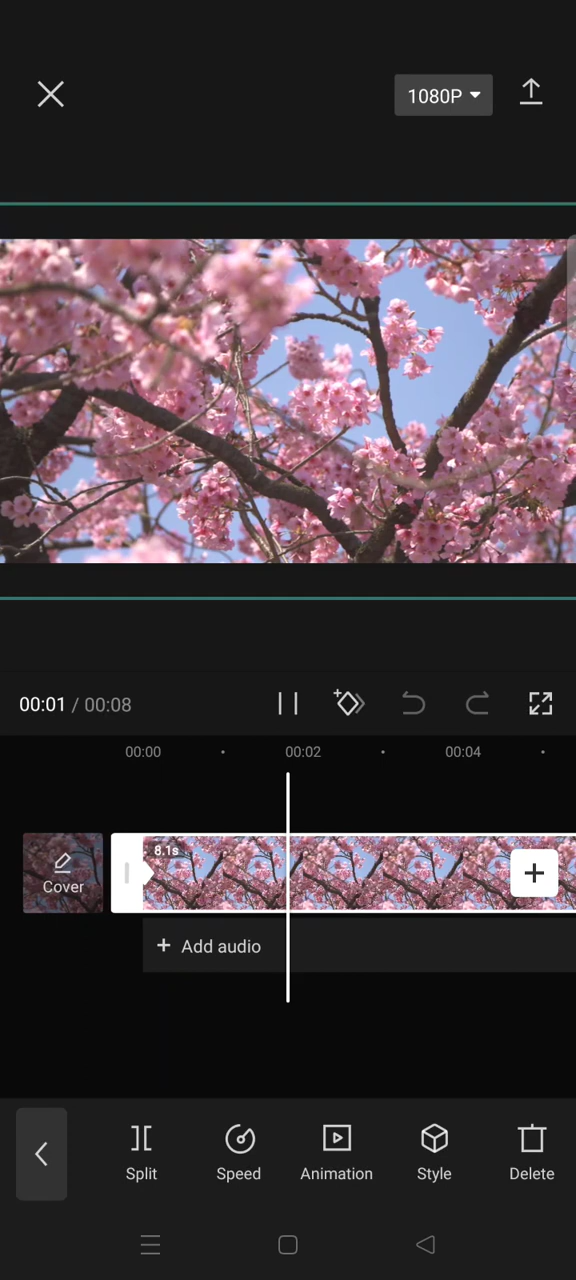 1080P
00:01 / 00:08
00:00 00:02 00:04
8.1s
Cover
Add audio
Split Speed Animation Style Delete